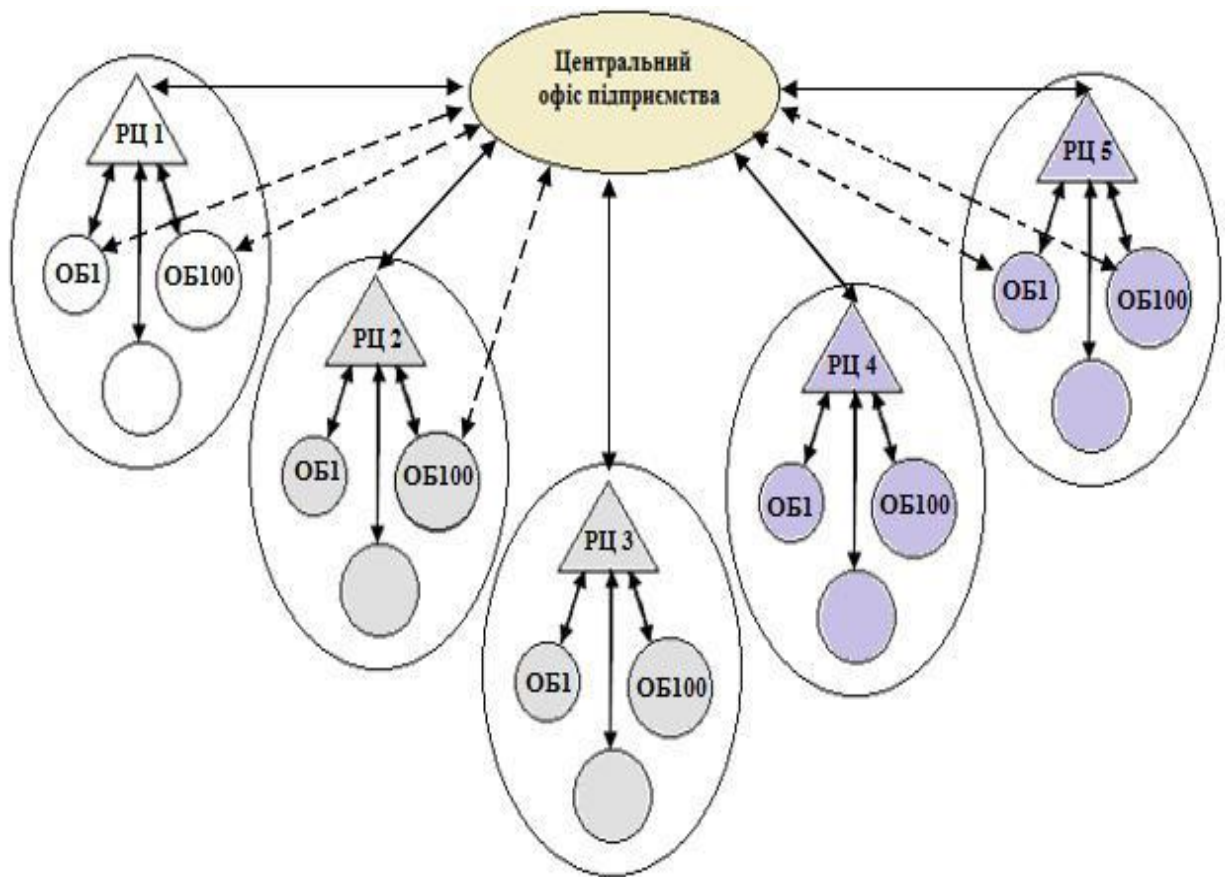 Центральний
офіс підприємства
РЦ 1
ОБ1
ОБ100
РЦ 2
ОБ1
ОБ100
РЦ 3
ОБ1
ОБ100
РЦ 4
ОБ1
ОБ100
РЦ 5
ОБ1
ОБ100